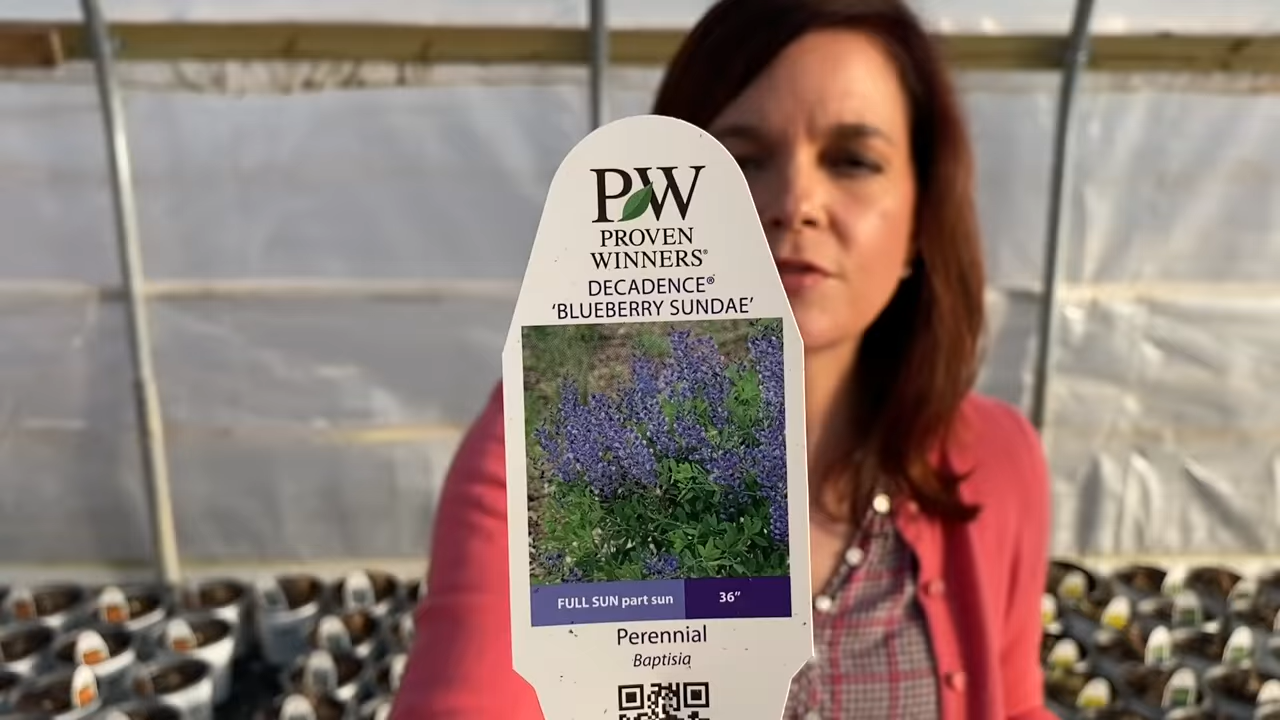 PW
PROVEN
WINNERS®
DECADENCE®
'BLUEBERRY SUNDAE'
FULL SUN part sun 36"
Perennial
Baptisia